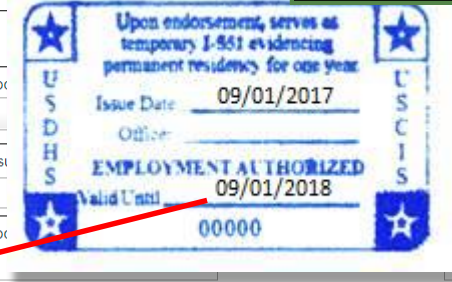 Upon endorsement, serves as
temporary I-551 evidencing
permanent residency for one year.
USDHS
USCIS
Issue Date 09/01/2017
Office:
EMPLOYMENT AUTHORIZED
Valid Until 09/01/2018
00000